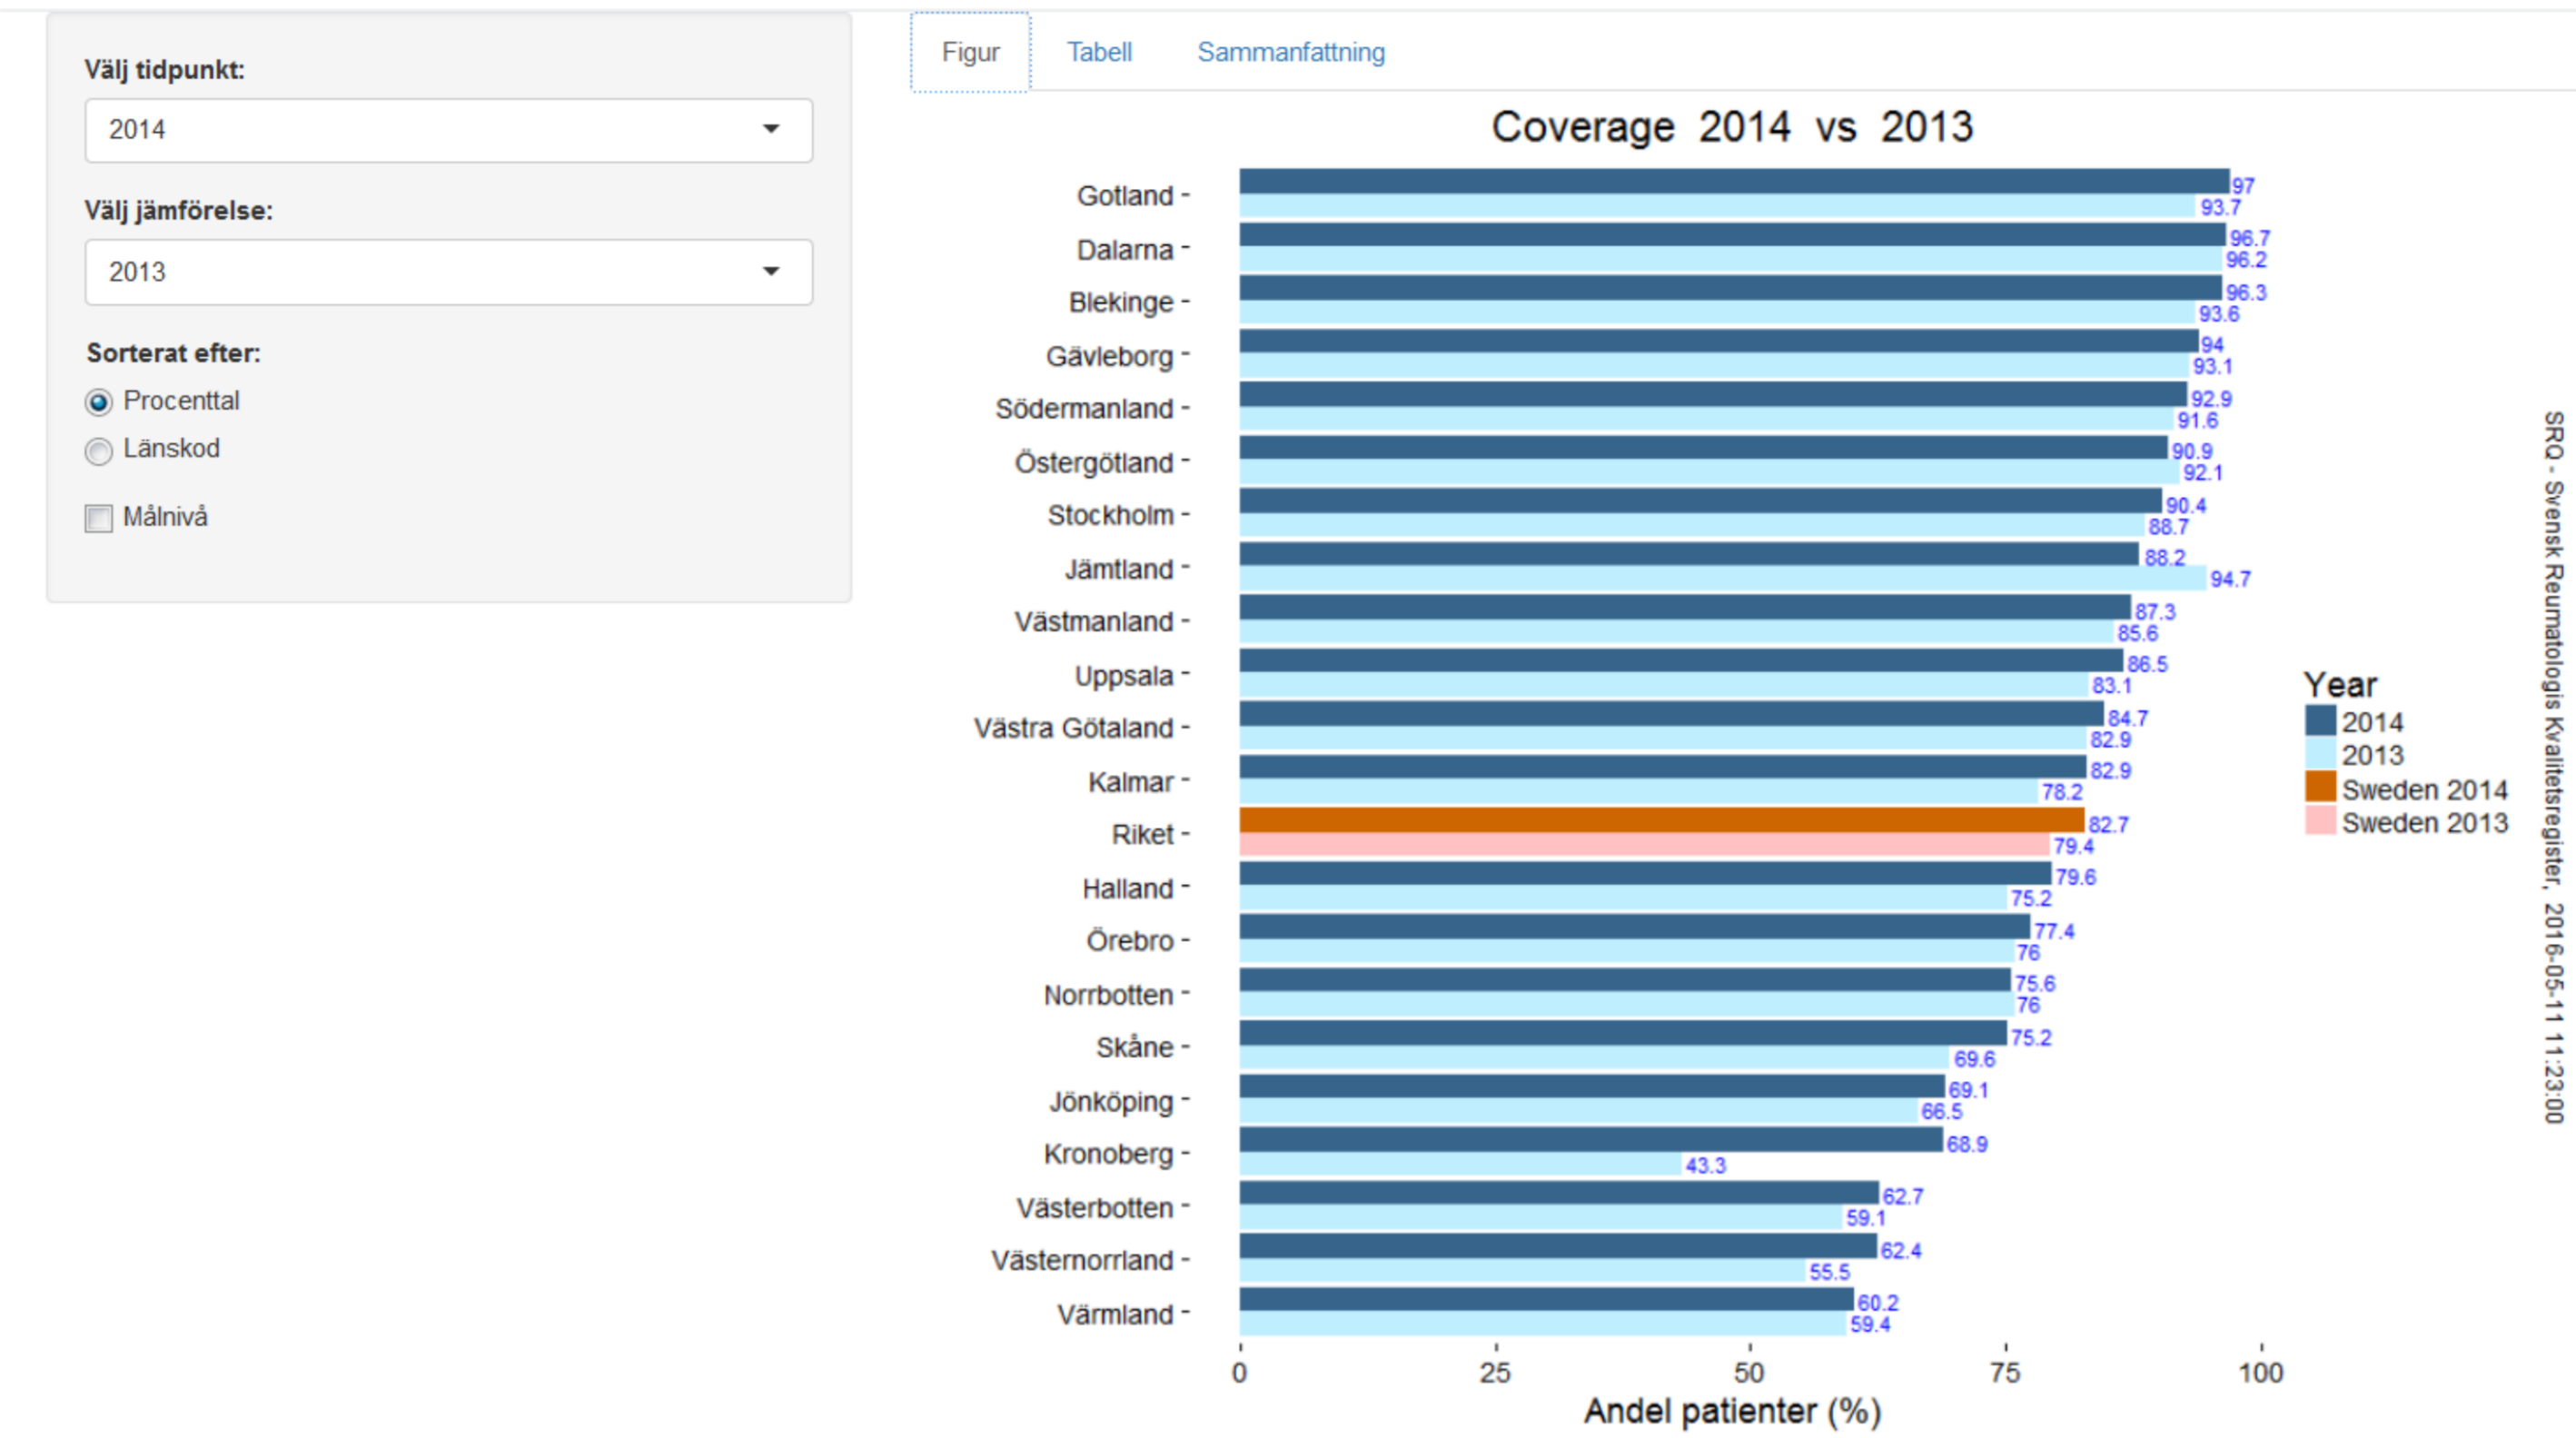 Välj tidpunkt:
2014
Välj jämförelse:
2013
Sorterat efter:
Procenttal
Länskod
Målnivå
Figur Tabell Sammanfattning
Coverage 2014 vs 2013
Gotland - 97
93.7
Dalarna - 96.7
96.2
Blekinge - 96.3
93.6
Gävleborg - 94
93.1
Södermanland - 92.9
91.6
Östergötland - 90.9
92.1
Stockholm - 90.4
88.7
Jämtland - 88.2
94.7
Västmanland - 87.3
85.6
Uppsala - 86.5
83.1
Västra Götaland - 84.7
82.9
Kalmar - 82.9
78.2
Riket - 82.7
79.4
Halland - 79.6
75.2
Örebro - 77.4
76
Norrbotten - 75.6
76
Skåne - 75.2
69.6
Jönköping - 69.1
66.5
Kronoberg - 68.9
43.3
Västerbotten - 62.7
59.1
Västernorrland - 62.4
55.5
Värmland - 60.2
59.4
0 25 50 75 100
Andel patienter (%)
Year
2014
2013
Sweden 2014
Sweden 2013
SRQ - Svensk Reumatologis Kvalitetsregister, 2016-05-11 11:23:00